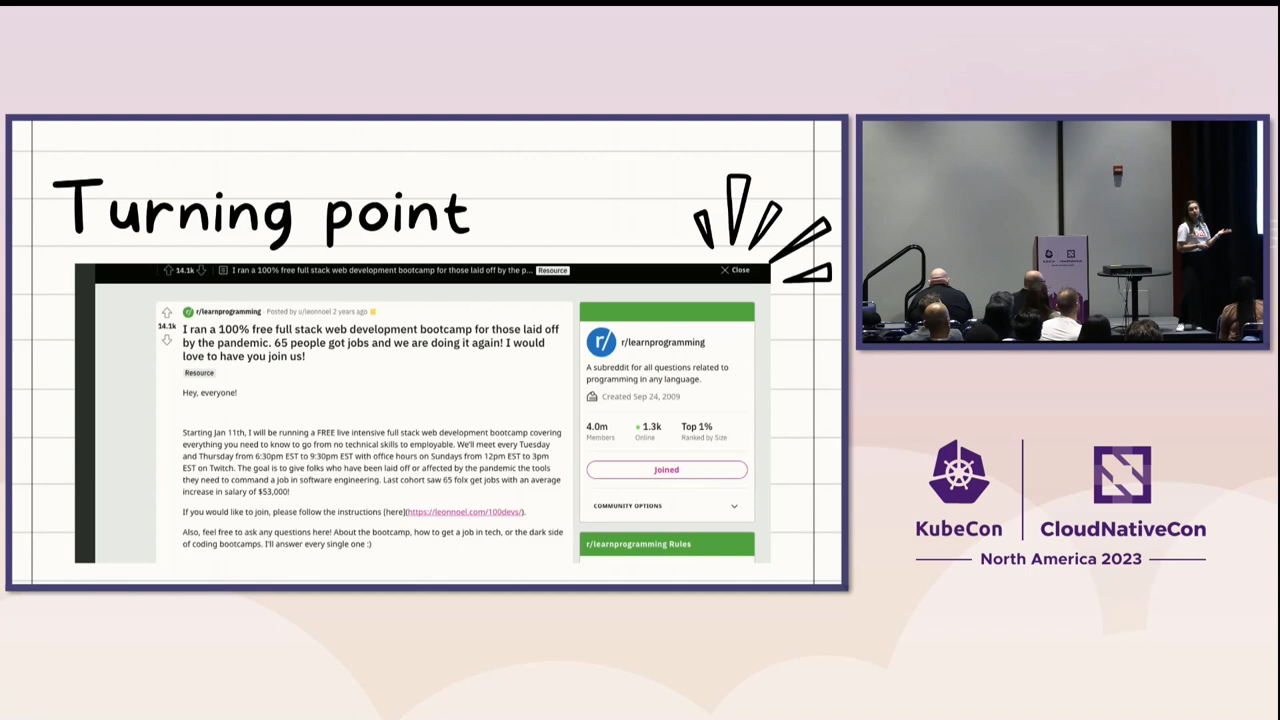 Turning point
14.1k I ran a 100% free full stack web development bootcamp for those laid off by the p... Resource Close
r/learnprogramming · Posted by u/leonnoel 2 years ago
14.1k
I ran a 100% free full stack web development bootcamp for those laid off
by the pandemic. 65 people got jobs and we are doing it again! I would
love to have you join us!
Resource
Hey, everyone!
Starting Jan 11th, I will be running a FREE live intensive full stack web development bootcamp covering
everything you need to know to go from no technical skills to employable. We'll meet every Tuesday
and Thursday from 6:30pm EST to 9:30pm EST with office hours on Sundays from 12pm EST to 3pm
EST on Twitch. The goal is to give folks who have been laid off or affected by the pandemic the tools
they need to command a job in software engineering. Last cohort saw 65 folx get jobs with an average
increase in salary of $53,000!
If you would like to join, please follow the instructions [here](https://leonnoel.com/100devs/).
Also, feel free to ask any questions here! About the bootcamp, how to get a job in tech, or the dark side
of coding bootcamps. I'll answer every single one :)
r/ r/learnprogramming
A subreddit for all questions related to
programming in any language.
Created Sep 24, 2009
4.0m 1.3k Top 1%
Members Online Ranked by Size
Joined
COMMUNITY OPTIONS
r/learnprogramming Rules
KubeCon CloudNativeCon
North America 2023